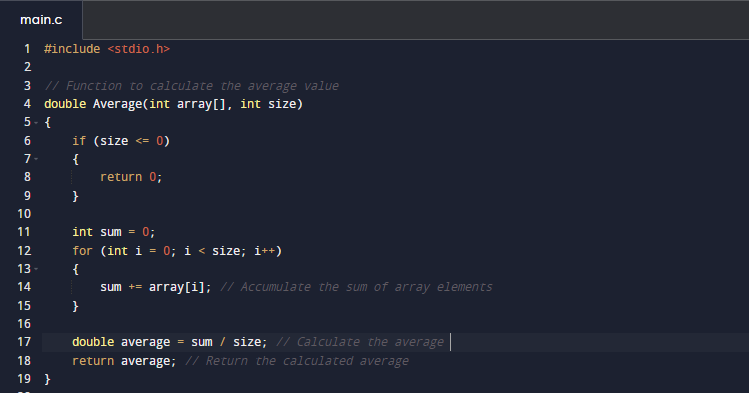 main.c
1 #include <stdio.h>
2
3 // Function to calculate the average value
4 double Average(int array[], int size)
5 {
6     if (size <= 0)
7     {
8         return 0;
9     }
10
11     int sum = 0;
12     for (int i = 0; i < size; i++)
13     {
14         sum += array[i]; // Accumulate the sum of array elements
15     }
16
17     double average = sum / size; // Calculate the average
18     return average; // Return the calculated average
19 }